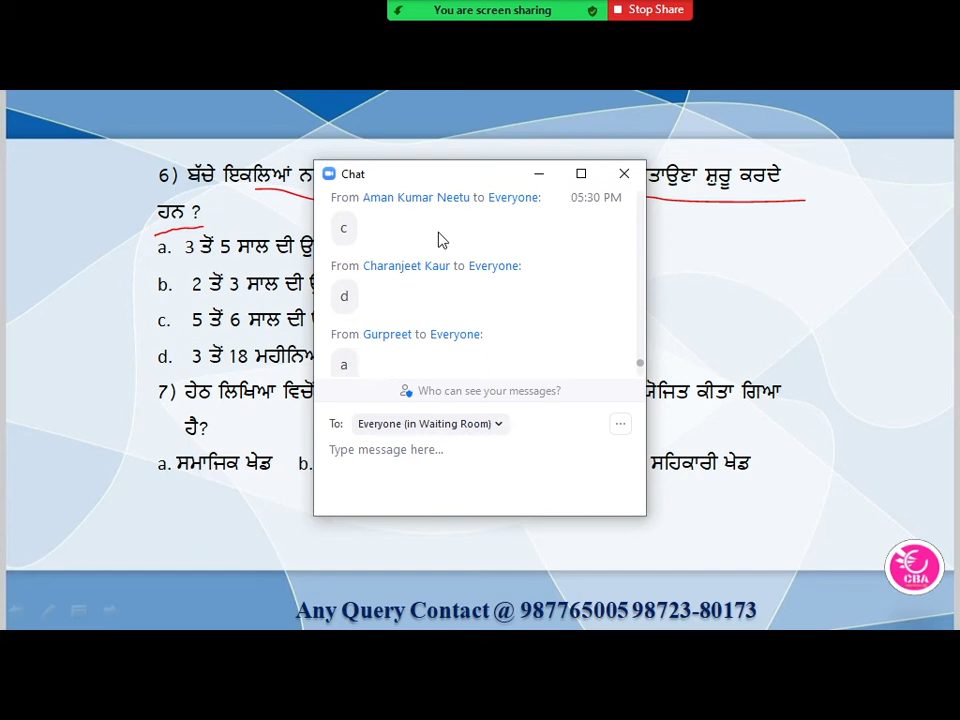 You are screen sharing Stop Share
6) ਬੱਚੇ ਇਕਲਿਆਂ ਤਾਉਣਾ ਸ਼ੁਰੂ ਕਰਦੇ
ਹਨ ?
a. 3 ਤੋਂ 5 ਸਾਲ ਦੀ
b. 2 ਤੋਂ 3 ਸਾਲ ਦੀ
c. 5 ਤੋਂ 6 ਸਾਲ ਦੀ
d. 3 ਤੋਂ 18
7) ਹੇਠ ਲਿਖਿਆ ਵਿਚੋਂ ਯੋਜਿਤ ਕੀਤਾ ਗਿਆ
ਹੈ?
a. ਸਮਾਜਿਕ ਖੇਡ b. ਸਹਿਕਾਰੀ ਖੇਡ
Chat
From Aman Kumar Neetu to Everyone: 05:30 PM
c
From Charanjeet Kaur to Everyone:
d
From Gurpreet to Everyone:
a
Who can see your messages?
To: Everyone (in Waiting Room)
Type message here...
CBA
Any Query Contact @ 98776500598723-80173